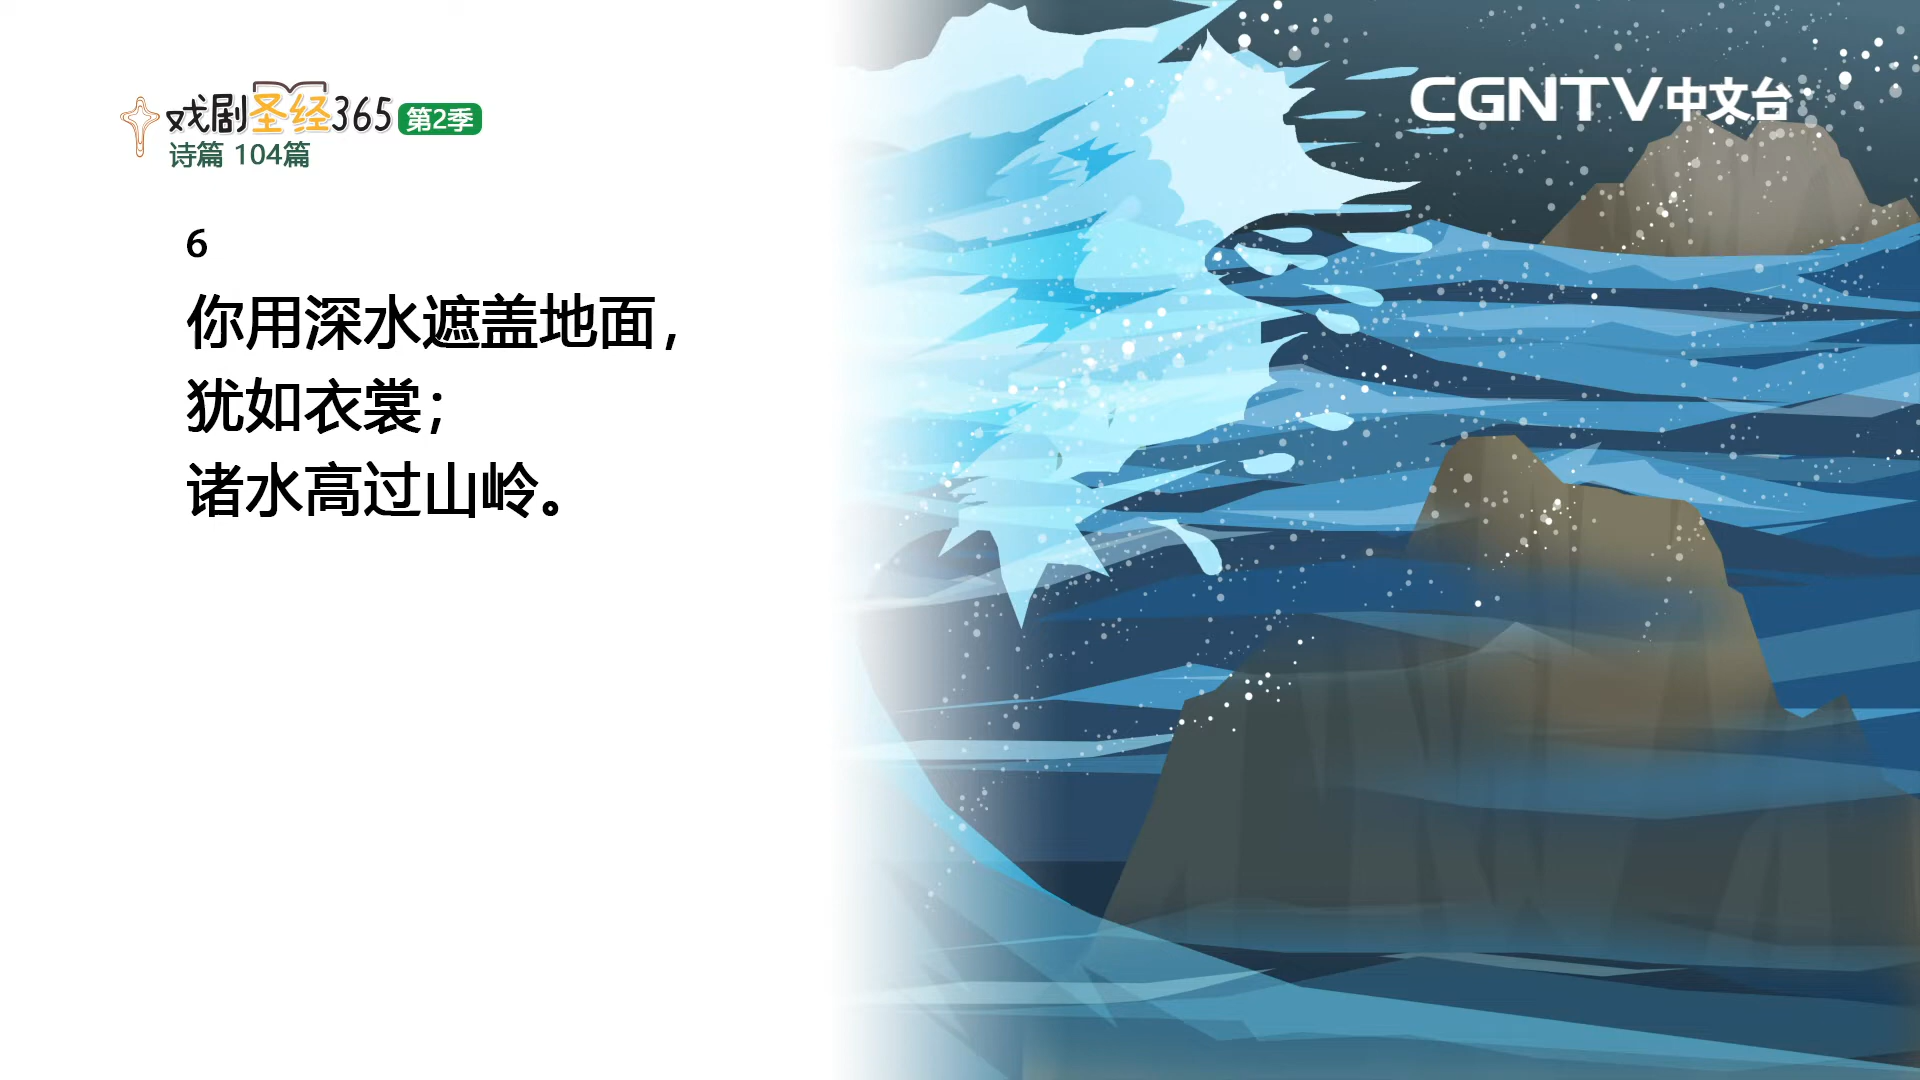 戏剧圣经365 第2季
诗篇 104篇
CGNTV中文台
6
你用深水遮盖地面，
犹如衣裳；
诸水高过山岭。